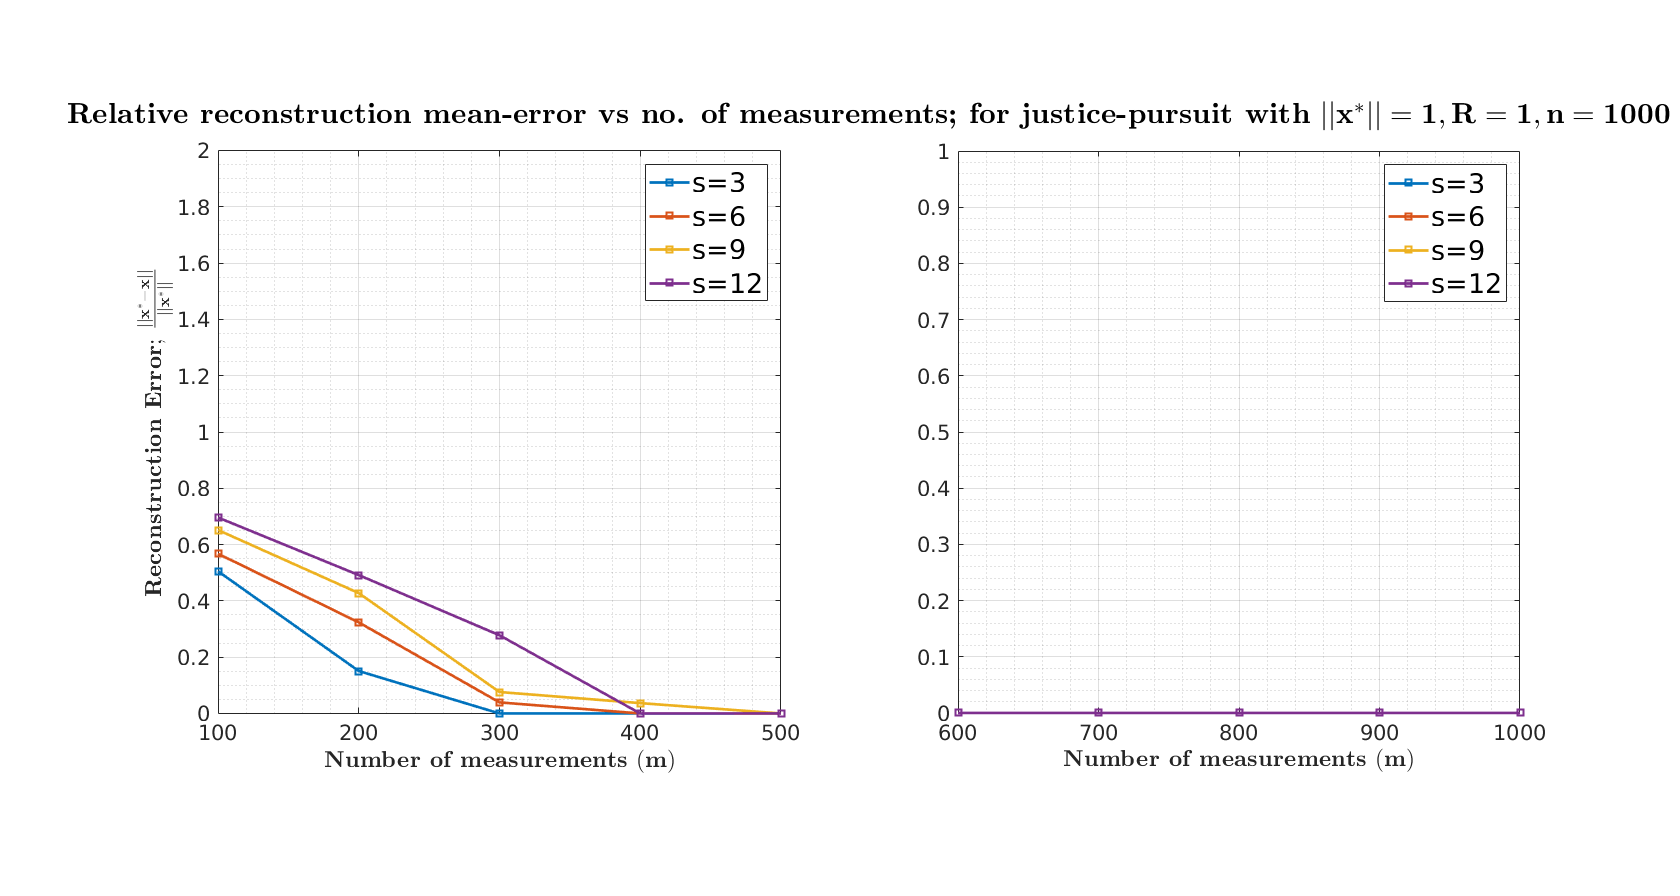 Relative reconstruction mean-error vs no. of measurements; for justice-pursuit with ||x*|| = 1, R = 1, n = 1000
Reconstruction Error; ||x* − x|| / ||x*||
2
1.8
1.6
1.4
1.2
1
0.8
0.6
0.4
0.2
0
100 200 300 400 500
Number of measurements (m)
s=3
s=6
s=9
s=12
1
0.9
0.8
0.7
0.6
0.5
0.4
0.3
0.2
0.1
0
600 700 800 900 1000
Number of measurements (m)
s=3
s=6
s=9
s=12